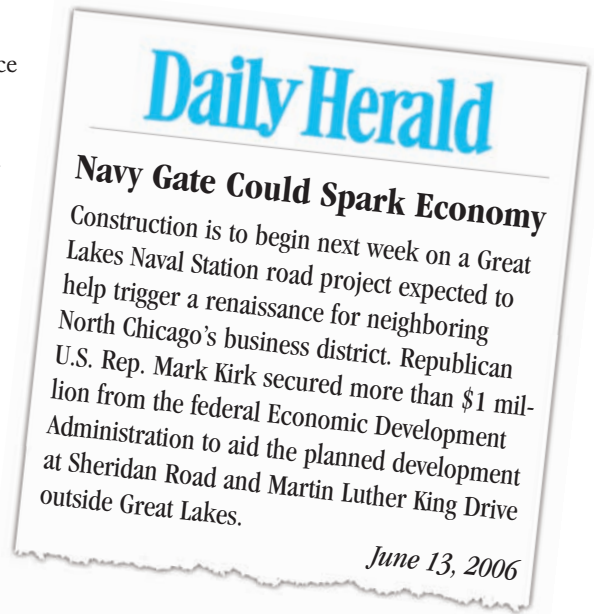 ce
Daily Herald
Navy Gate Could Spark Economy
Construction is to begin next week on a Great
Lakes Naval Station road project expected to
help trigger a renaissance for neighboring
North Chicago's business district. Republican
U.S. Rep. Mark Kirk secured more than $1 mil-
lion from the federal Economic Development
Administration to aid the planned development
at Sheridan Road and Martin Luther King Drive
outside Great Lakes.
June 13, 2006